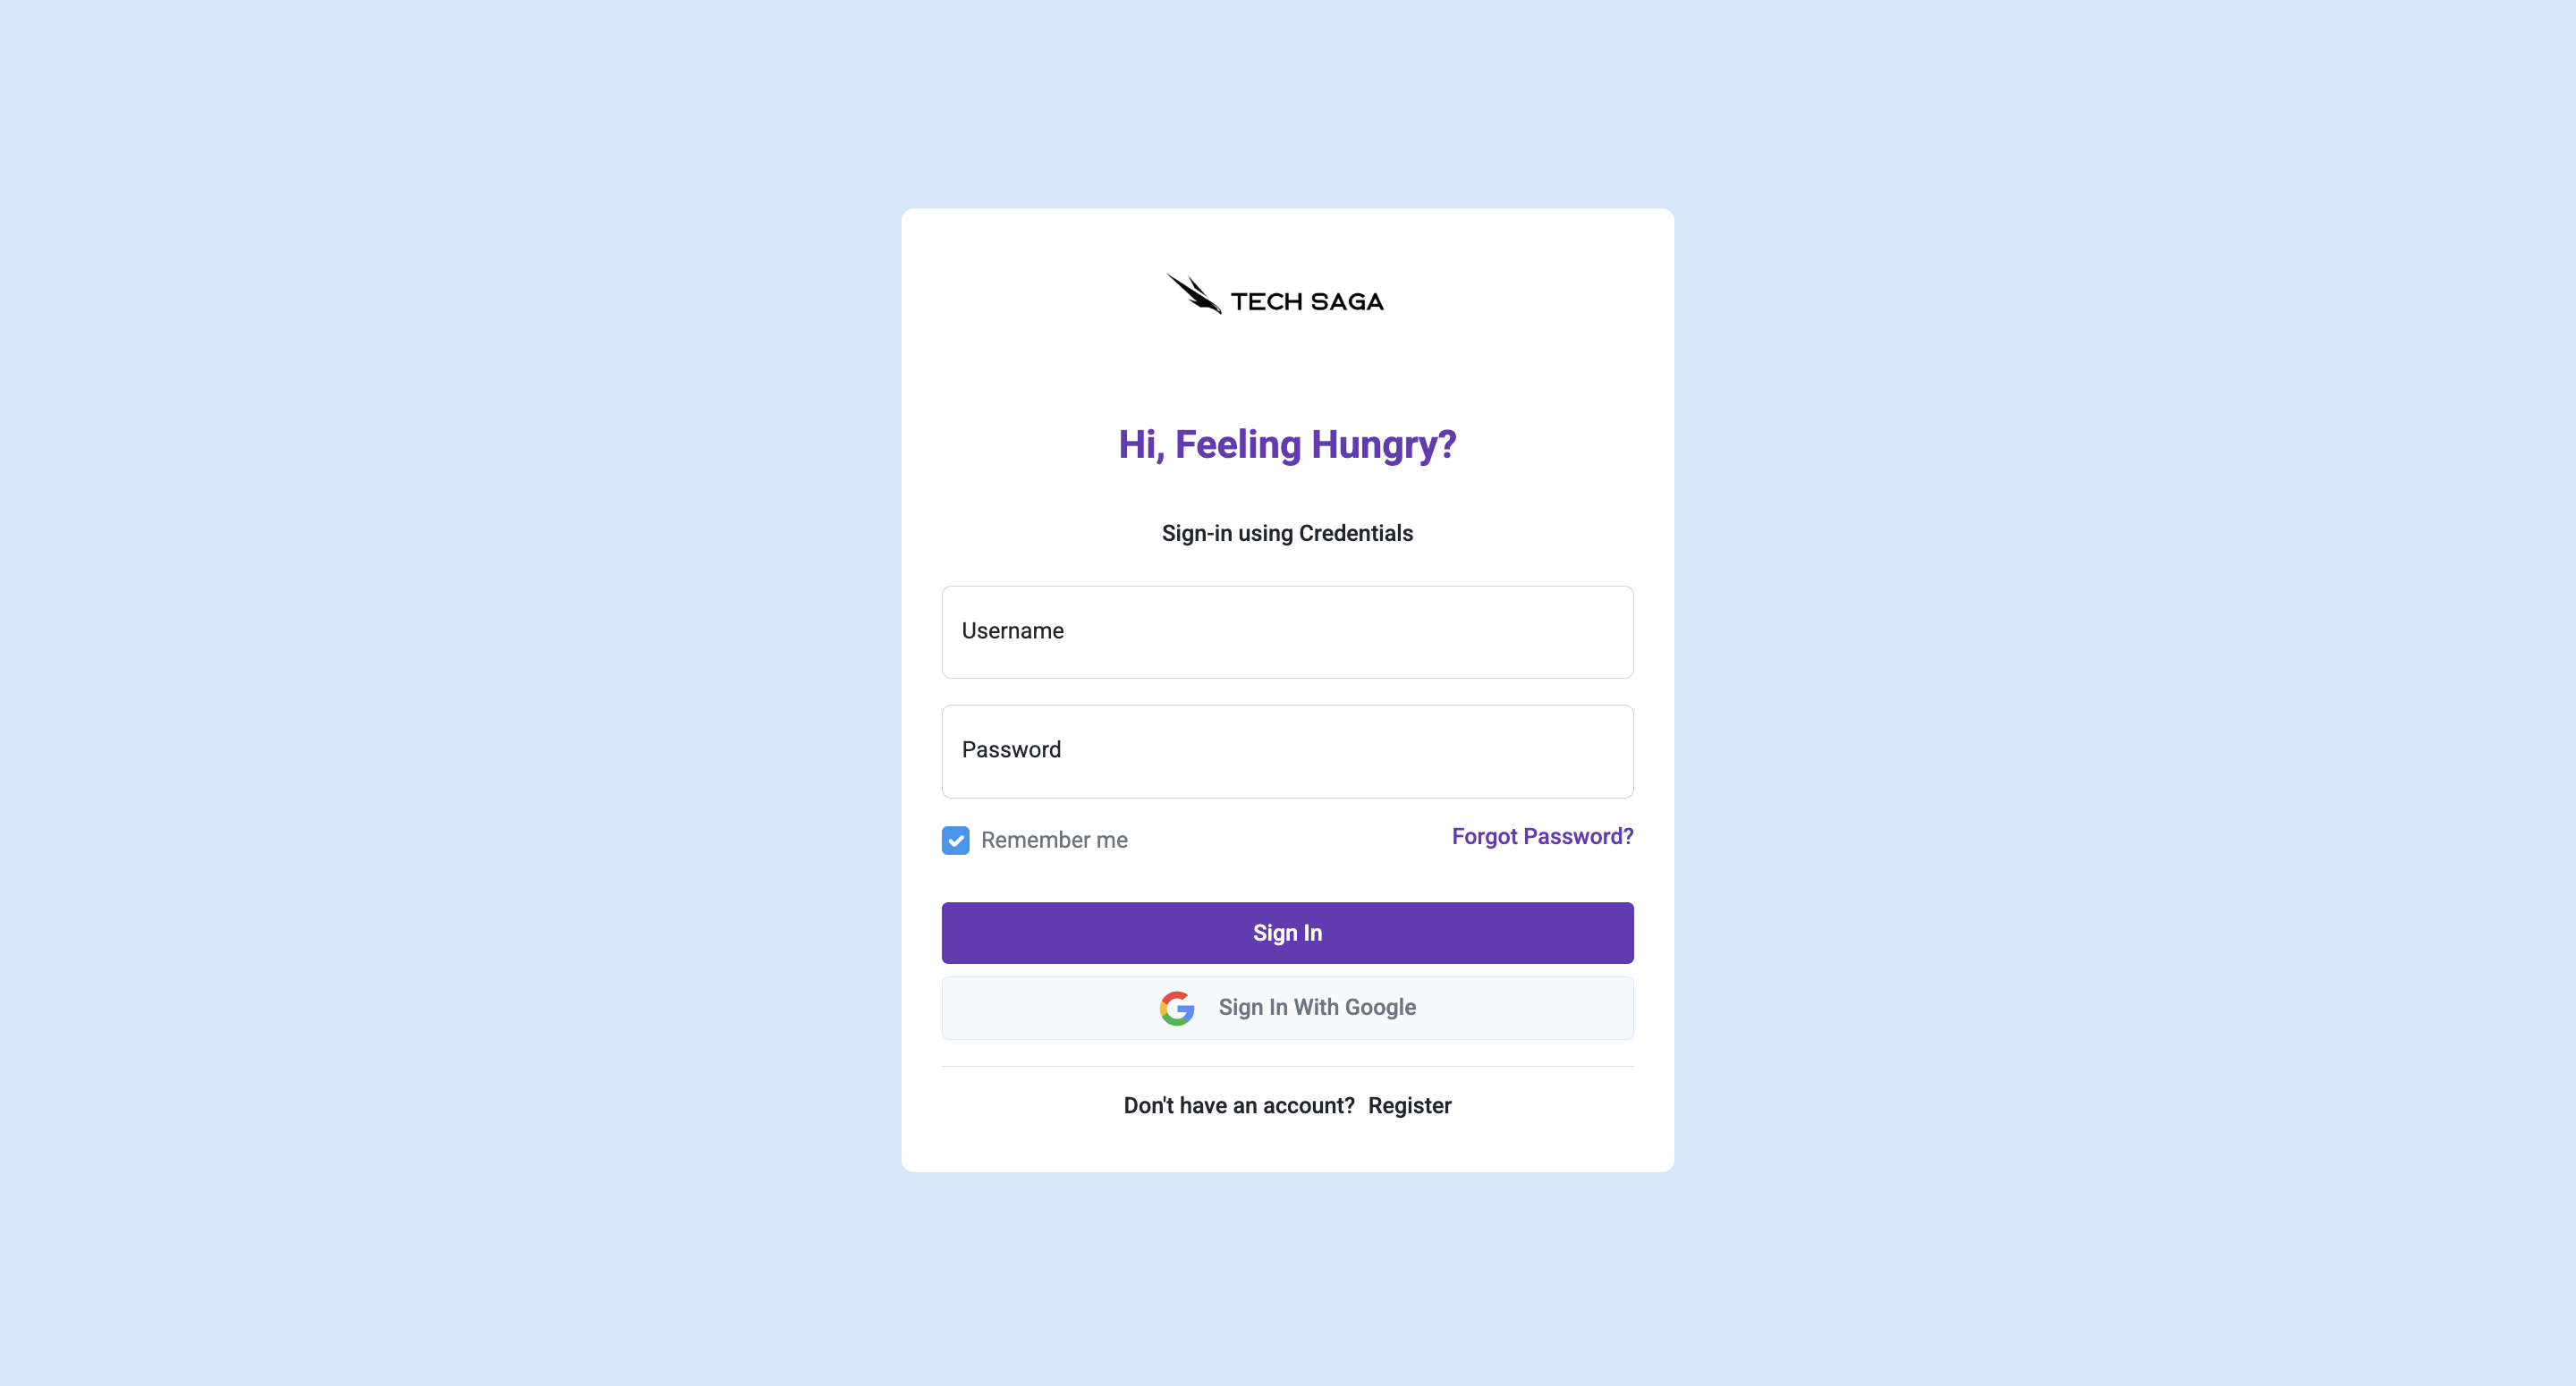 TECH SAGA
Hi, Feeling Hungry?
Sign-in using Credentials
Username
Password
Remember me
Forgot Password?
Sign In
Sign In With Google
Don't have an account? Register